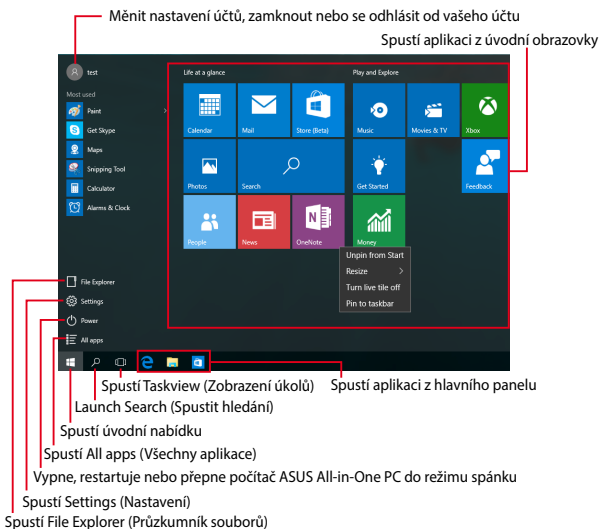 Měnit nastavení účtů, zamknout nebo se odhlásit od vašeho účtu
Spustí aplikaci z úvodní obrazovky
test
Most used
Paint
Get Skype
Maps
Snipping Tool
Calculator
Alarms & Clock
File Explorer
Settings
Power
All apps
Life at a glance
Play and Explore
Calendar
Mail
Store (Beta)
Music
Movies & TV
Xbox
Photos
Search
Get Started
Feedback
People
News
OneNote
Money
Unpin from Start
Resize
Turn live tile off
Pin to taskbar
Spustí Taskview (Zobrazení úkolů)
Spustí aplikaci z hlavního panelu
Launch Search (Spustit hledání)
Spustí úvodní nabídku
Spustí All apps (Všechny aplikace)
Vypne, restartuje nebo přepne počítač ASUS All-in-One PC do režimu spánku
Spustí Settings (Nastavení)
Spustí File Explorer (Průzkumník souborů)